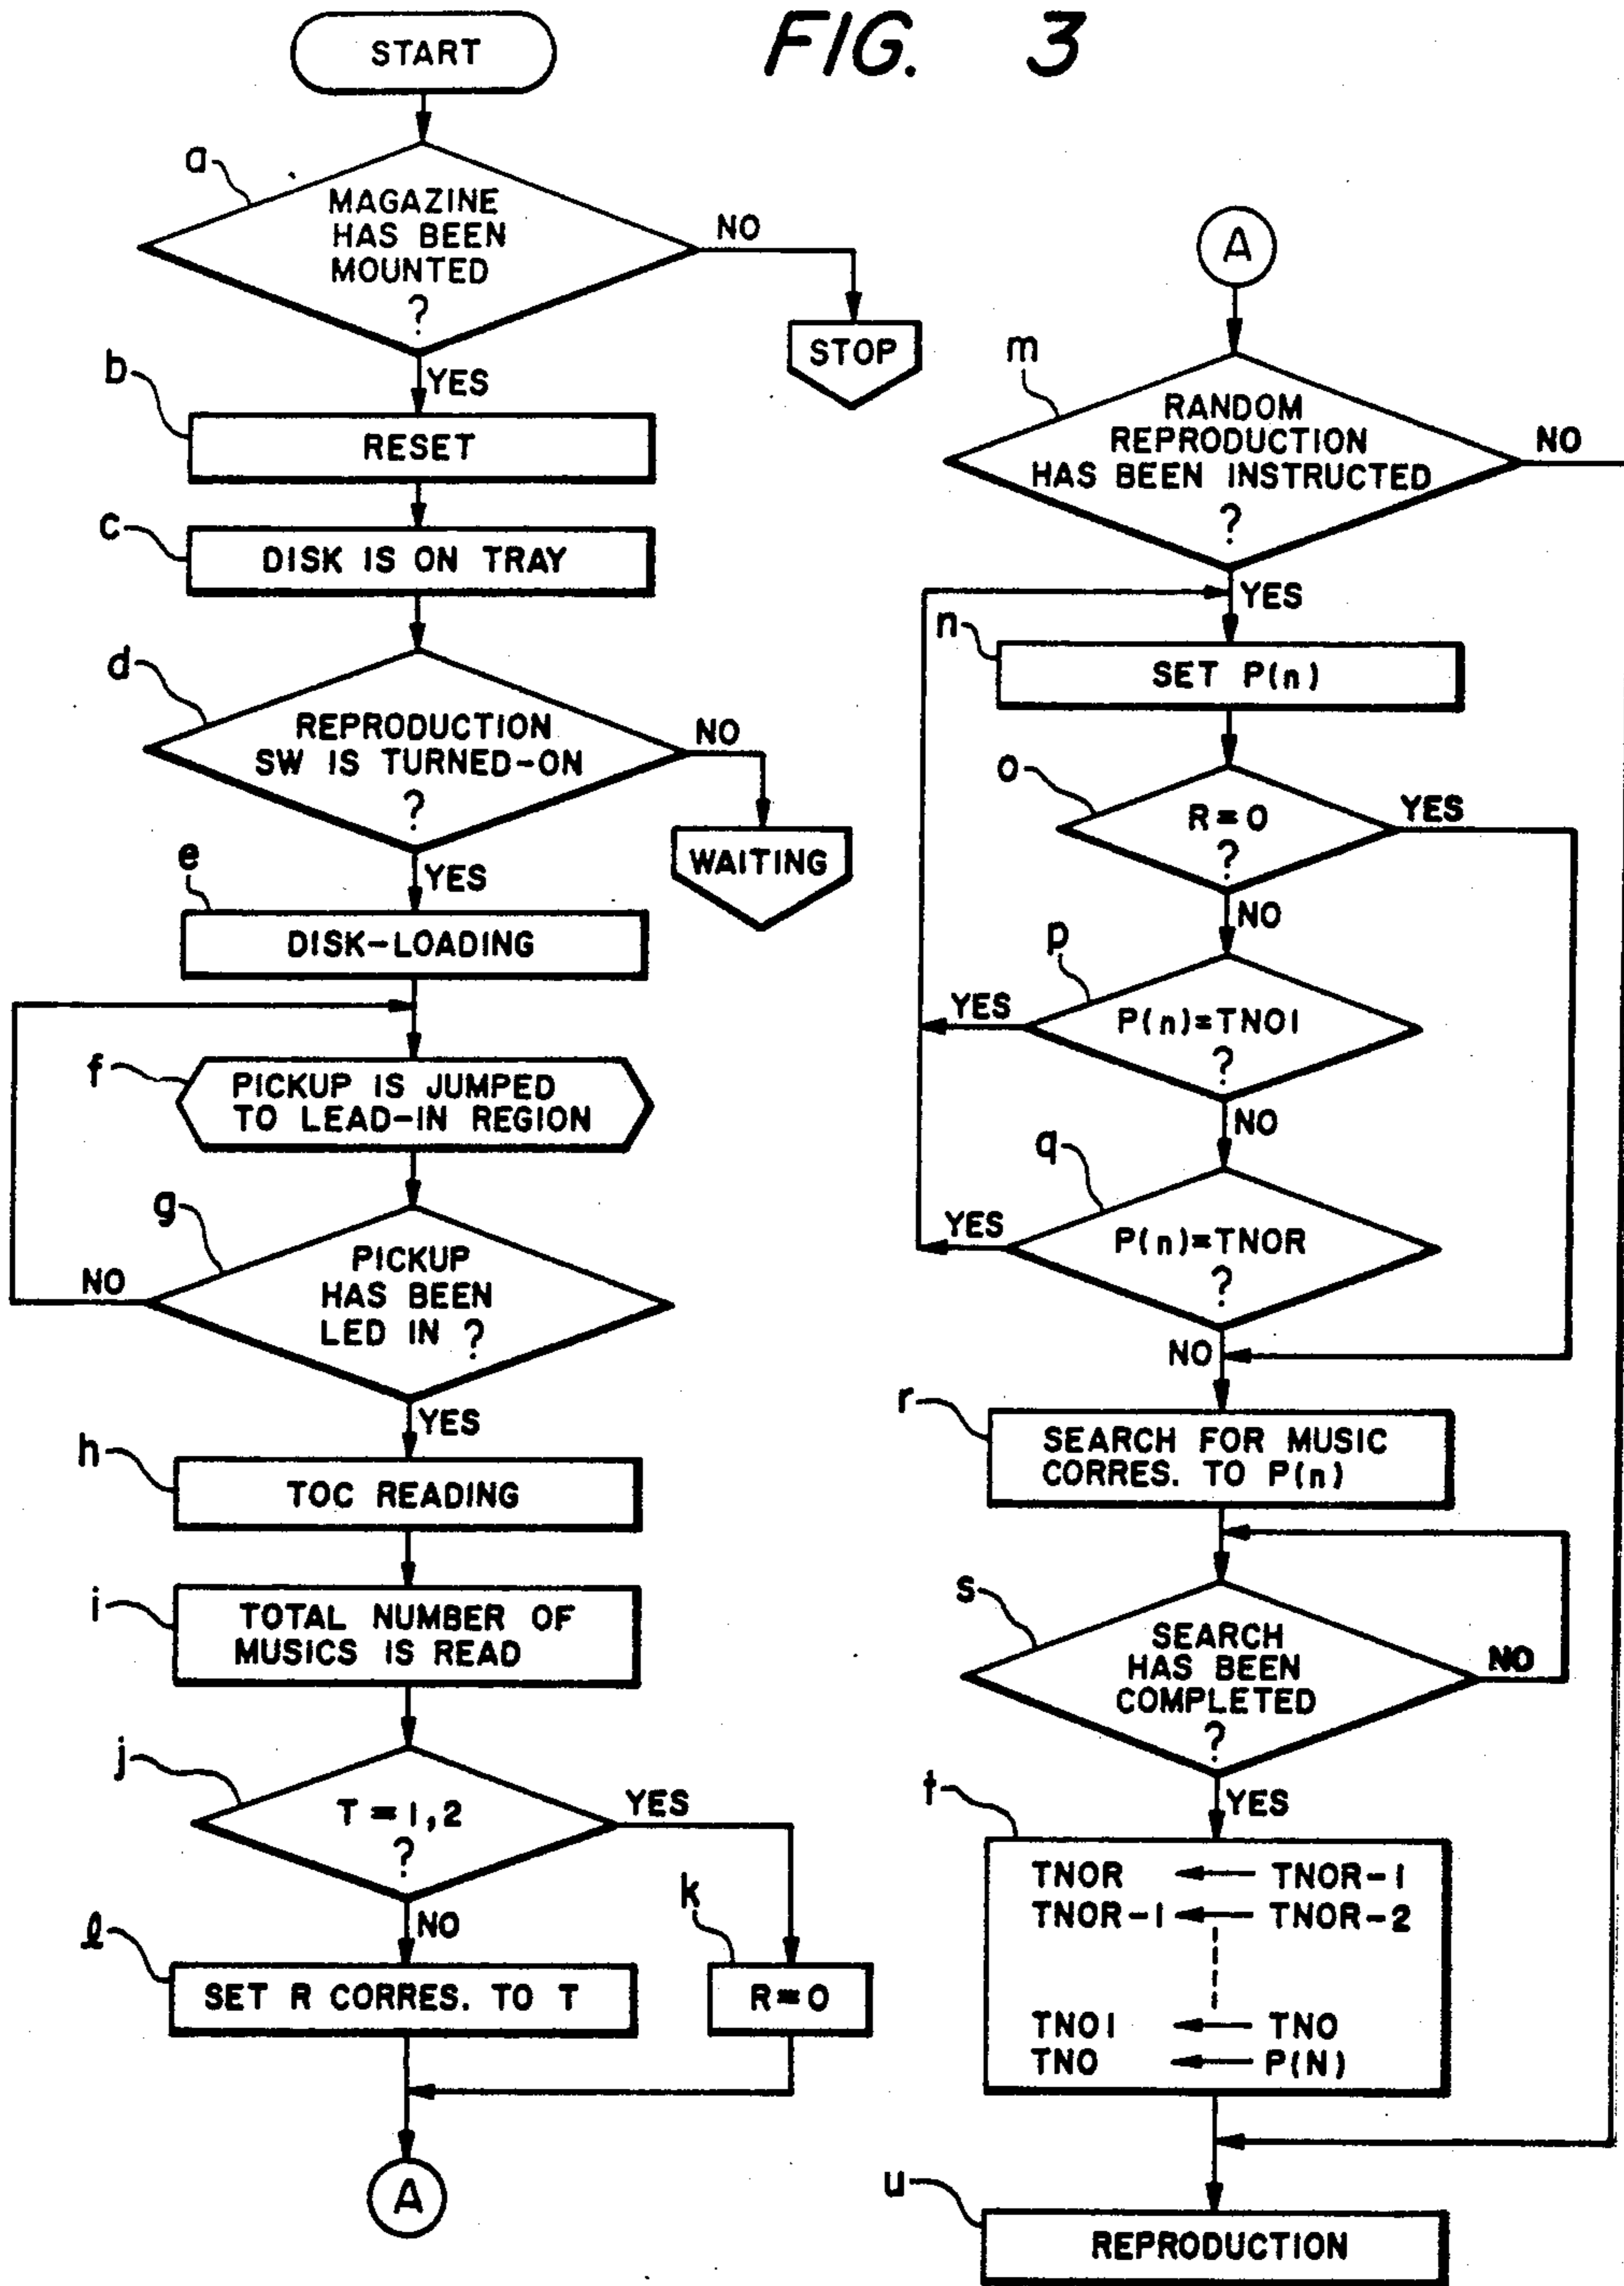 FIG. 3
START
a
MAGAZINE
HAS BEEN
MOUNTED
?
NO
STOP
YES
b
RESET
c
DISK IS ON TRAY
d
REPRODUCTION
SW IS TURNED-ON
?
NO
WAITING
YES
e
DISK-LOADING
f
PICKUP IS JUMPED
TO LEAD-IN REGION
g
PICKUP
HAS BEEN
LED IN ?
NO
YES
h
TOC READING
i
TOTAL NUMBER OF
MUSICS IS READ
j
T = 1, 2
?
YES
NO
k
R = 0
l
SET R CORRES. TO T
A
A
m
RANDOM
REPRODUCTION
HAS BEEN INSTRUCTED
?
NO
YES
n
SET P(n)
o
R = 0
?
YES
NO
p
P(n)=TNO1
?
YES
NO
q
P(n)=TNOR
?
YES
NO
r
SEARCH FOR MUSIC
CORRES. TO P(n)
s
SEARCH
HAS BEEN
COMPLETED
?
NO
YES
t
TNOR ← TNOR-1
TNOR-1 ← TNOR-2
TNO1 ← TNO
TNO ← P(N)
u
REPRODUCTION